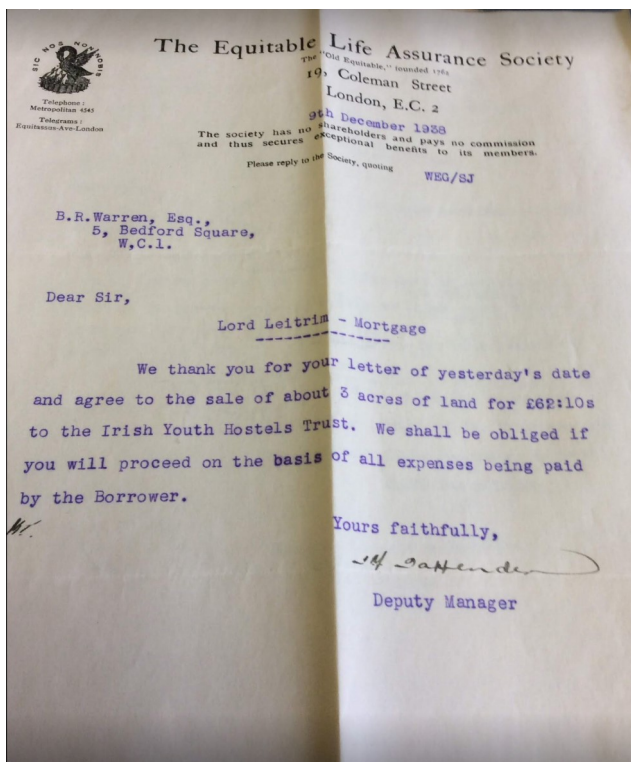 SIC VOS NON VOBIS
The Equitable Life Assurance Society
The "Old Equitable," founded 1762
19, Coleman Street
London, E.C. 2
Telephone:
Metropolitan 4545
Telegrams:
Equitassos-Ave-London
9th December 1938
The society has no shareholders and pays no commission
and thus secures exceptional benefits to its members.
Please reply to the Society, quoting
WEG/SJ
B.R.Warren, Esq.,
5, Bedford Square,
W,C.1.
Dear Sir,
Lord Leitrim - Mortgage
We thank you for your letter of yesterday's date
and agree to the sale of about 3 acres of land for £62:10s
to the Irish Youth Hostels Trust. We shall be obliged if
you will proceed on the basis of all expenses being paid
by the Borrower.
Yours faithfully,
Deputy Manager